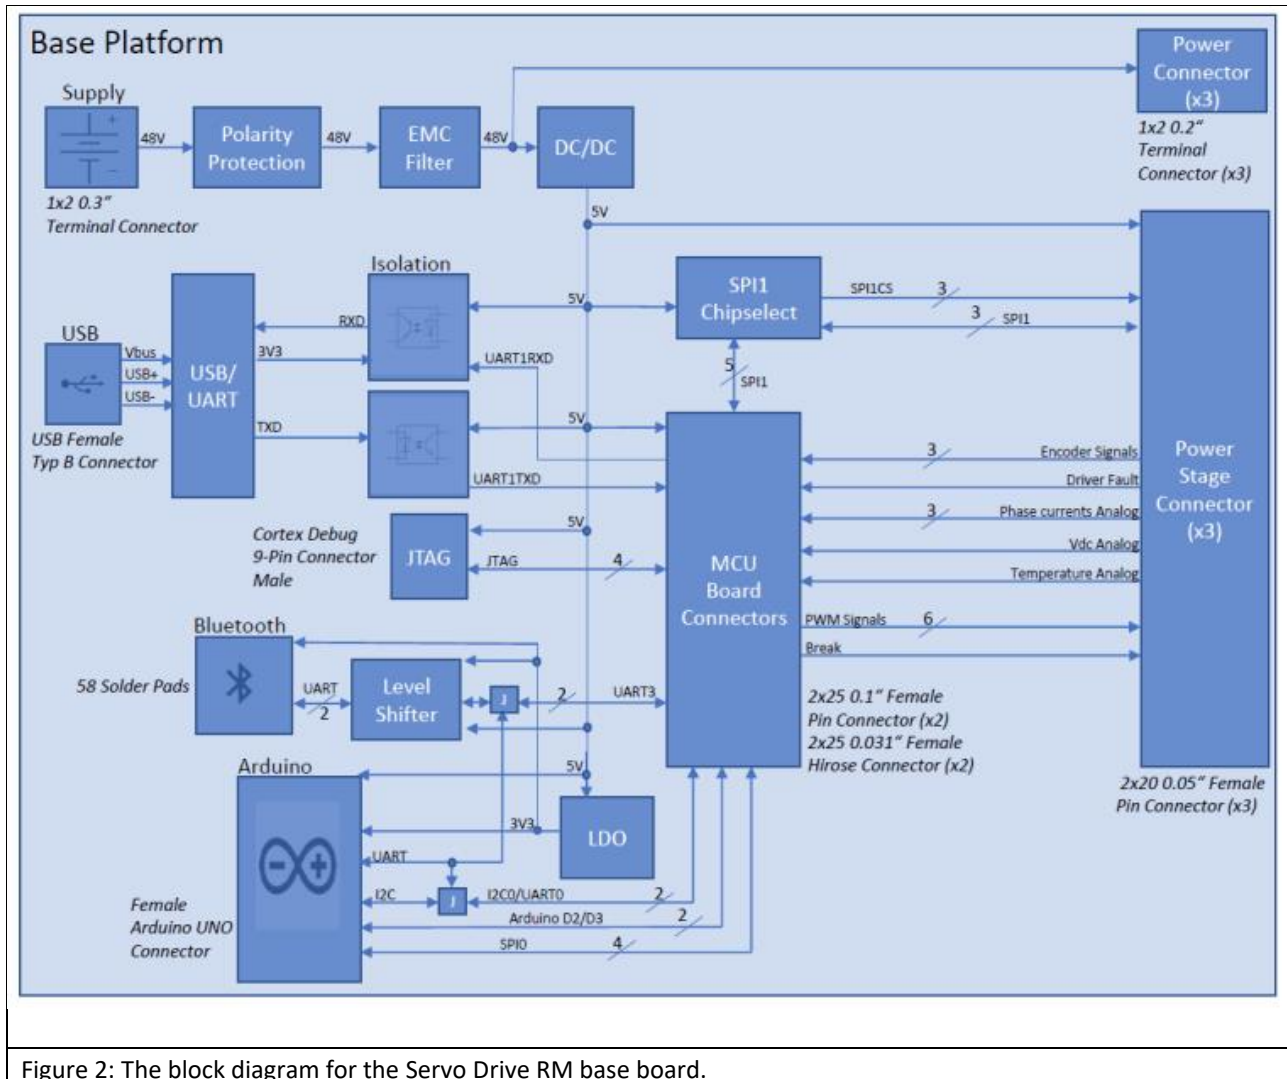 Base Platform
Power
Connector
(x3)
1x2 0.2"
Terminal
Connector (x3)
Supply
+
−
48V
Polarity
Protection
48V
EMC
Filter
48V
DC/DC
1x2 0.3"
Terminal Connector
5V
Isolation
5V
SPI1
Chipselect
SPI1CS
3
3
SPI1
USB
Vbus
USB+
USB-
USB/
UART
RXD
3V3
UART1RXD
5
SPI1
USB Female
Typ B Connector
TXD
5V
UART1TXD
Power
Stage
Connector
(x3)
3
Encoder Signals
Driver Fault
3
Phase currents Analog
Vdc Analog
Temperature Analog
PWM Signals
6
Break
MCU
Board
Connectors
Cortex Debug
9-Pin Connector
Male
JTAG
5V
JTAG
4
Bluetooth
58 Solder Pads
UART
2
Level
Shifter
J
2
UART3
2x25 0.1" Female
Pin Connector (x2)
2x25 0.031" Female
Hirose Connector (x2)
2x20 0.05" Female
Pin Connector (x3)
Arduino
5V
3V3
LDO
UART
I2C
J
I2C0/UART0
2
Arduino D2/D3
2
SPI0
4
Female
Arduino UNO
Connector
Figure 2: The block diagram for the Servo Drive RM base board.